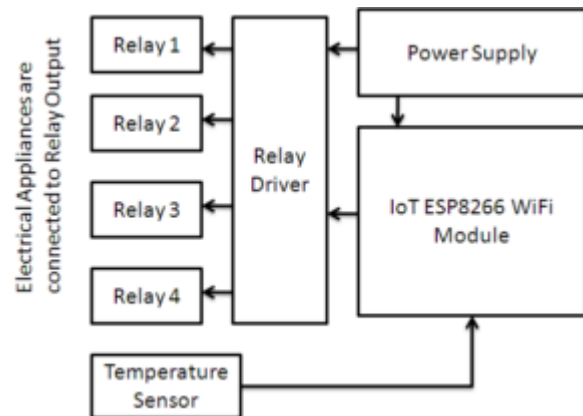 Electrical Appliances are
connected to Relay Output
Relay 1
Relay 2
Relay 3
Relay 4
Temperature
Sensor
Relay
Driver
Power Supply
IoT ESP8266 WiFi
Module